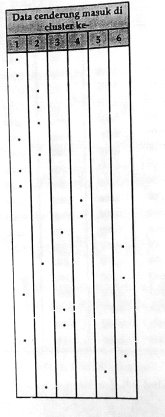 Data cenderung masuk di
cluster ke-
1 2 3 4 5 6